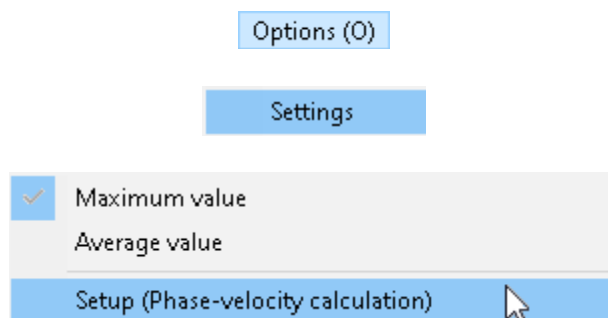 Options (O)
Settings
Maximum value
Average value
Setup (Phase-velocity calculation)